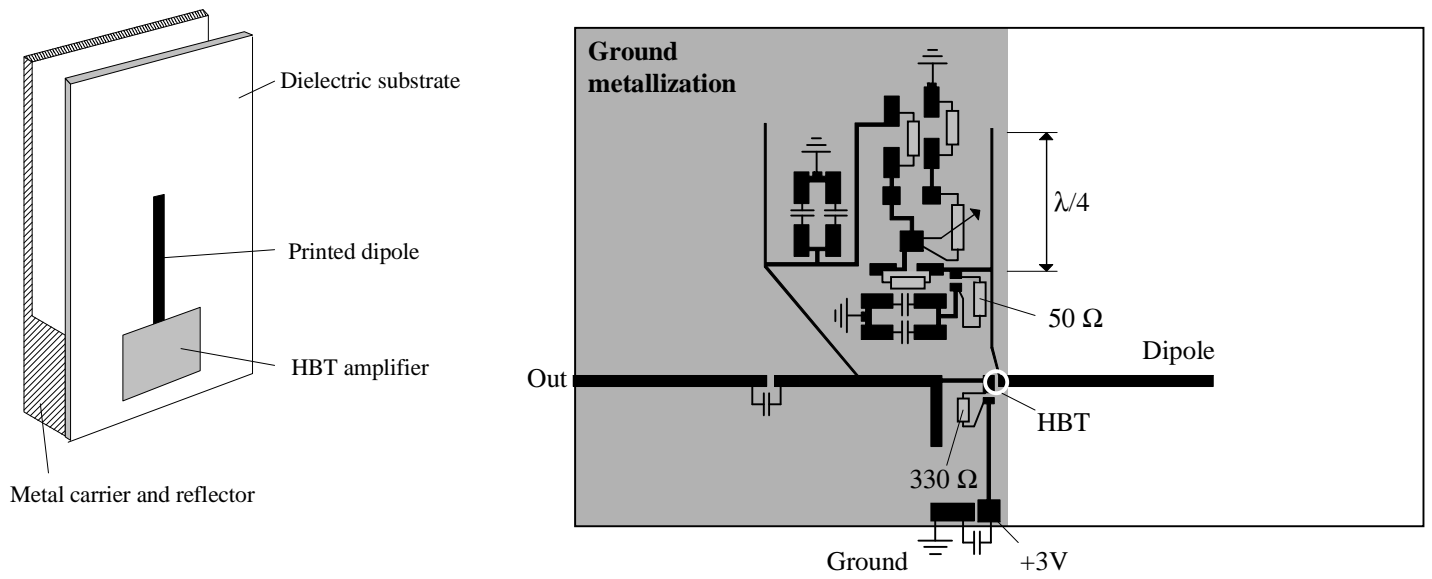 Dielectric substrate
Printed dipole
HBT amplifier
Metal carrier and reflector
Ground
metallization
λ/4
50 Ω
Dipole
Out
HBT
330 Ω
Ground
+3V